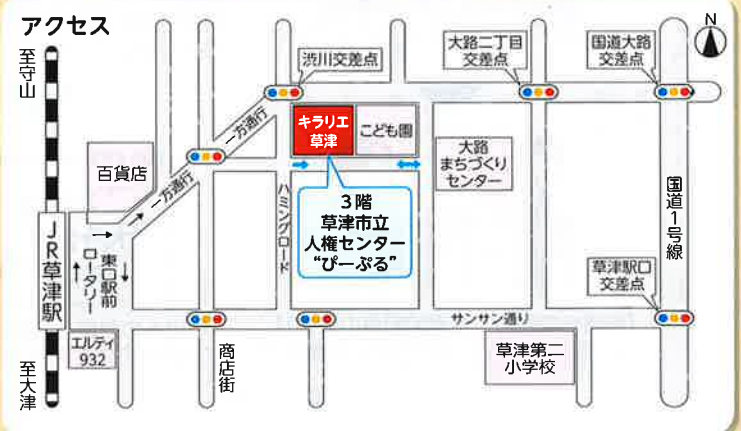 アクセス
N
至守山
渋川交差点
大路二丁目
交差点
国道大路
交差点
一方通行
キラリエ
草津
こども園
百貨店
大路
まちづくり
センター
一方通行
ハミングロード
3階
草津市立
人権センター
“ぴーぷる”
国道1号線
JR草津駅
東口駅前
ロータリー
草津駅口
交差点
サンサン通り
エルティ
932
商店街
草津第二
小学校
至大津